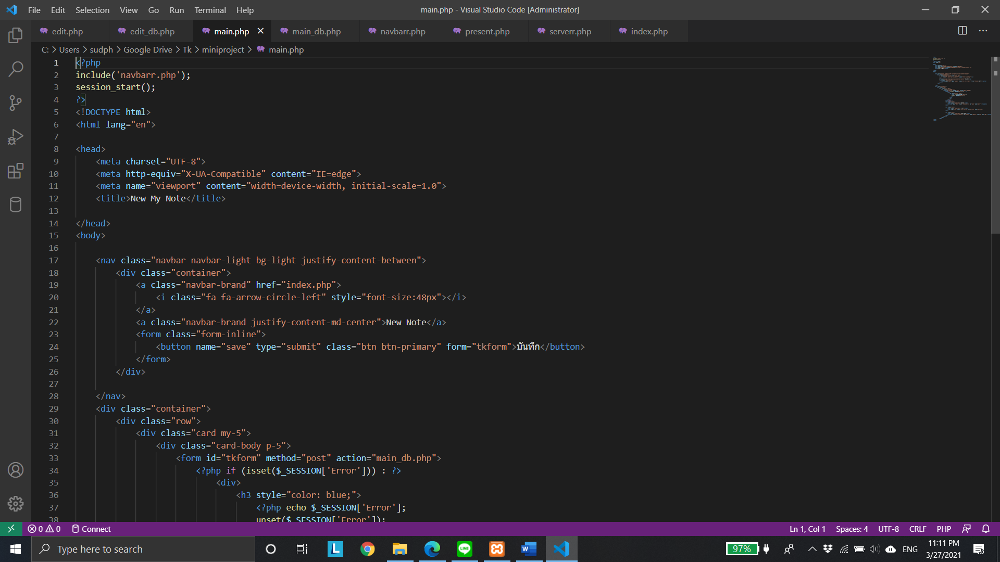 File Edit Selection View Go Run Terminal Help
main.php - Visual Studio Code [Administrator]
edit.php edit_db.php main.php main_db.php navbarr.php present.php serverr.php index.php
C: > Users > sudph > Google Drive > Tk > miniproject > main.php
1 <?php
2 include('navbarr.php');
3 session_start();
4 ?>
5 <!DOCTYPE html>
6 <html lang="en">
7
8 <head>
9 <meta charset="UTF-8">
10 <meta http-equiv="X-UA-Compatible" content="IE=edge">
11 <meta name="viewport" content="width=device-width, initial-scale=1.0">
12 <title>New My Note</title>
13
14 </head>
15 <body>
16
17 <nav class="navbar navbar-light bg-light justify-content-between">
18 <div class="container">
19 <a class="navbar-brand" href="index.php">
20 <i class="fa fa-arrow-circle-left" style="font-size:48px"></i>
21 </a>
22 <a class="navbar-brand justify-content-md-center">New Note</a>
23 <form class="form-inline">
24 <button name="save" type="submit" class="btn btn-primary" form="tkform">บันทึก</button>
25 </form>
26 </div>
27
28 </nav>
29 <div class="container">
30 <div class="row">
31 <div class="card my-5">
32 <div class="card-body p-5">
33 <form id="tkform" method="post" action="main_db.php">
34 <?php if (isset($_SESSION['Error'])) : ?>
35 <div>
36 <h3 style="color: blue;">
37 <?php echo $_SESSION['Error'];
38 unset($_SESSION['Error']);
0 0 Connect
Ln 1, Col 1 Spaces: 4 UTF-8 CRLF PHP
Type here to search
L
LINE
W
97%
ENG
11:11 PM
3/27/2021